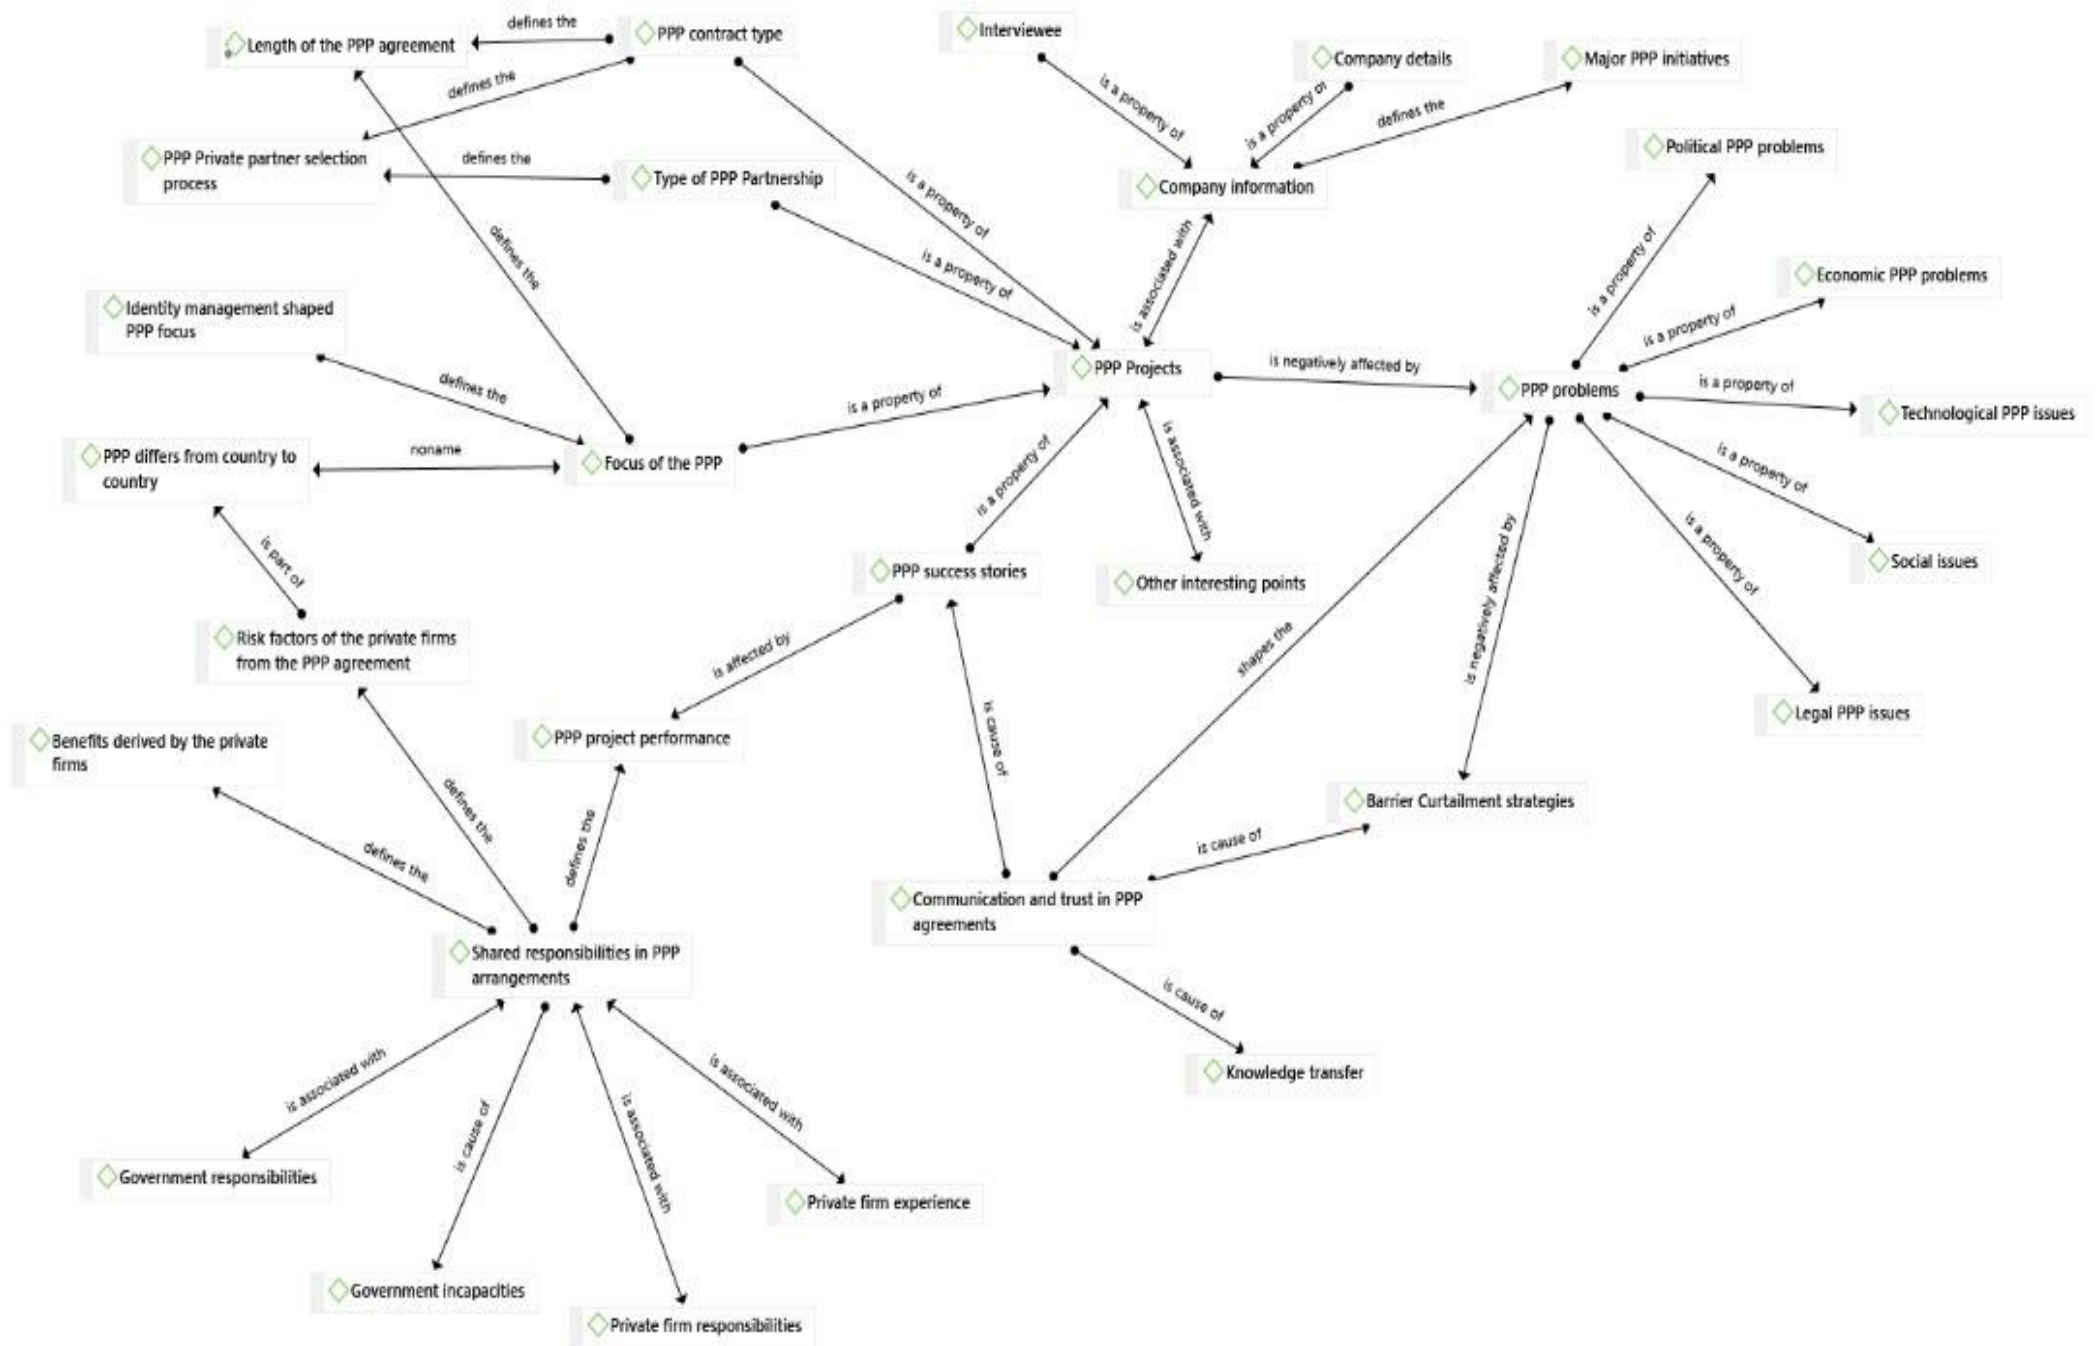 defines the
PPP contract type
Interviewee
Length of the PPP agreement
Company details
Major PPP initiatives
defines the
is a property of
is a property of
defines the
PPP Private partner selection
process
defines the
Type of PPP Partnership
Political PPP problems
Company information
is a property of
defines the
is a property of
is associated with
is a property of
Economic PPP problems
Identity management shaped
PPP focus
is a property of
PPP Projects
is negatively affected by
PPP problems
is a property of
Technological PPP issues
defines the
is a property of
PPP differs from country to
country
noname
Focus of the PPP
is a property of
is associated with
is a property of
is part of
PPP success stories
Other interesting points
is negatively affected by
is a property of
Social issues
Risk factors of the private firms
from the PPP agreement
is affected by
shapes the
Legal PPP issues
Benefits derived by the private
firms
PPP project performance
is cause of
defines the
defines the
defines the
Barrier Curtailment strategies
is cause of
Communication and trust in PPP
agreements
Shared responsibilities in PPP
arrangements
is cause of
Knowledge transfer
is associated with
is cause of
is associated with
is associated with
Government responsibilities
Private firm experience
Government incapacities
Private firm responsibilities